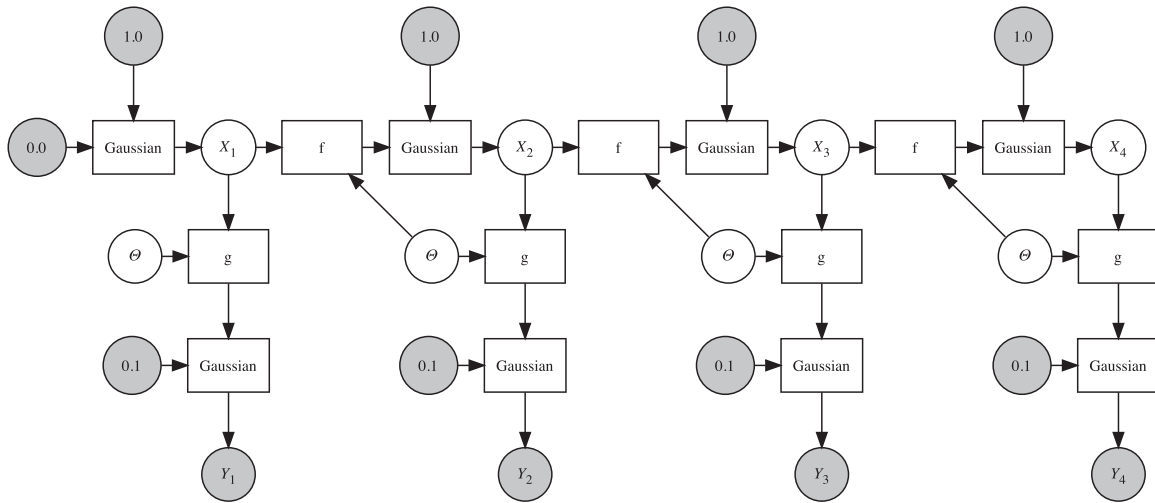 1.0 1.0 1.0 1.0
0.0 Gaussian X1 f Gaussian X2 f Gaussian X3 f Gaussian X4
Θ g Θ g Θ g Θ g
0.1 Gaussian 0.1 Gaussian 0.1 Gaussian 0.1 Gaussian
Y1 Y2 Y3 Y4